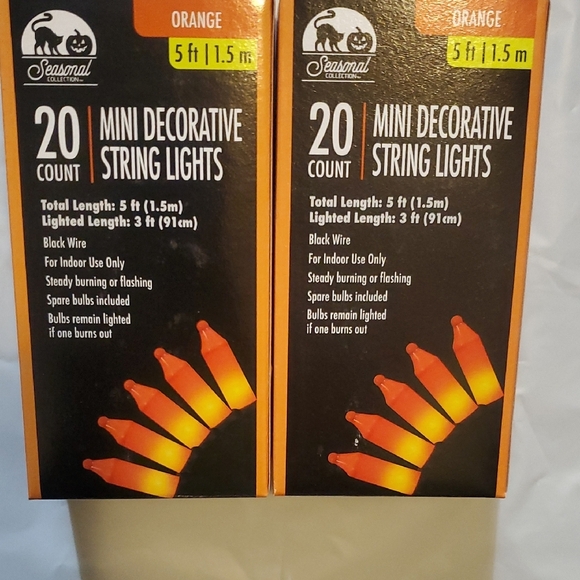 ORANGE
5 ft | 1.5 m
Seasonal
COLLECTION
20
COUNT
MINI DECORATIVE
STRING LIGHTS
Total Length: 5 ft (1.5m)
Lighted Length: 3 ft (91cm)
Black Wire
For Indoor Use Only
Steady burning or flashing
Spare bulbs included
Bulbs remain lighted
if one burns out
ORANGE
5 ft | 1.5 m
Seasonal
COLLECTION
20
COUNT
MINI DECORATIVE
STRING LIGHTS
Total Length: 5 ft (1.5m)
Lighted Length: 3 ft (91cm)
Black Wire
For Indoor Use Only
Steady burning or flashing
Spare bulbs included
Bulbs remain lighted
if one burns out